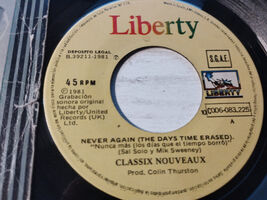 Liberty
DEPOSITO LEGAL
B.39211-1981
S.G.A.E.
45 RPM
LIBERTY
© 1981
Grabación
sonora original
hecha por
Liberty/United
Records (UK)
Ltd.
10C006-083.225
A
NEVER AGAIN (THE DAYS TIME ERASED).
"Nunca más (los días que el tiempo borró)"
(Sal Solo y Mik Sweeney)
CLASSIX NOUVEAUX
Prod. Colin Thurston